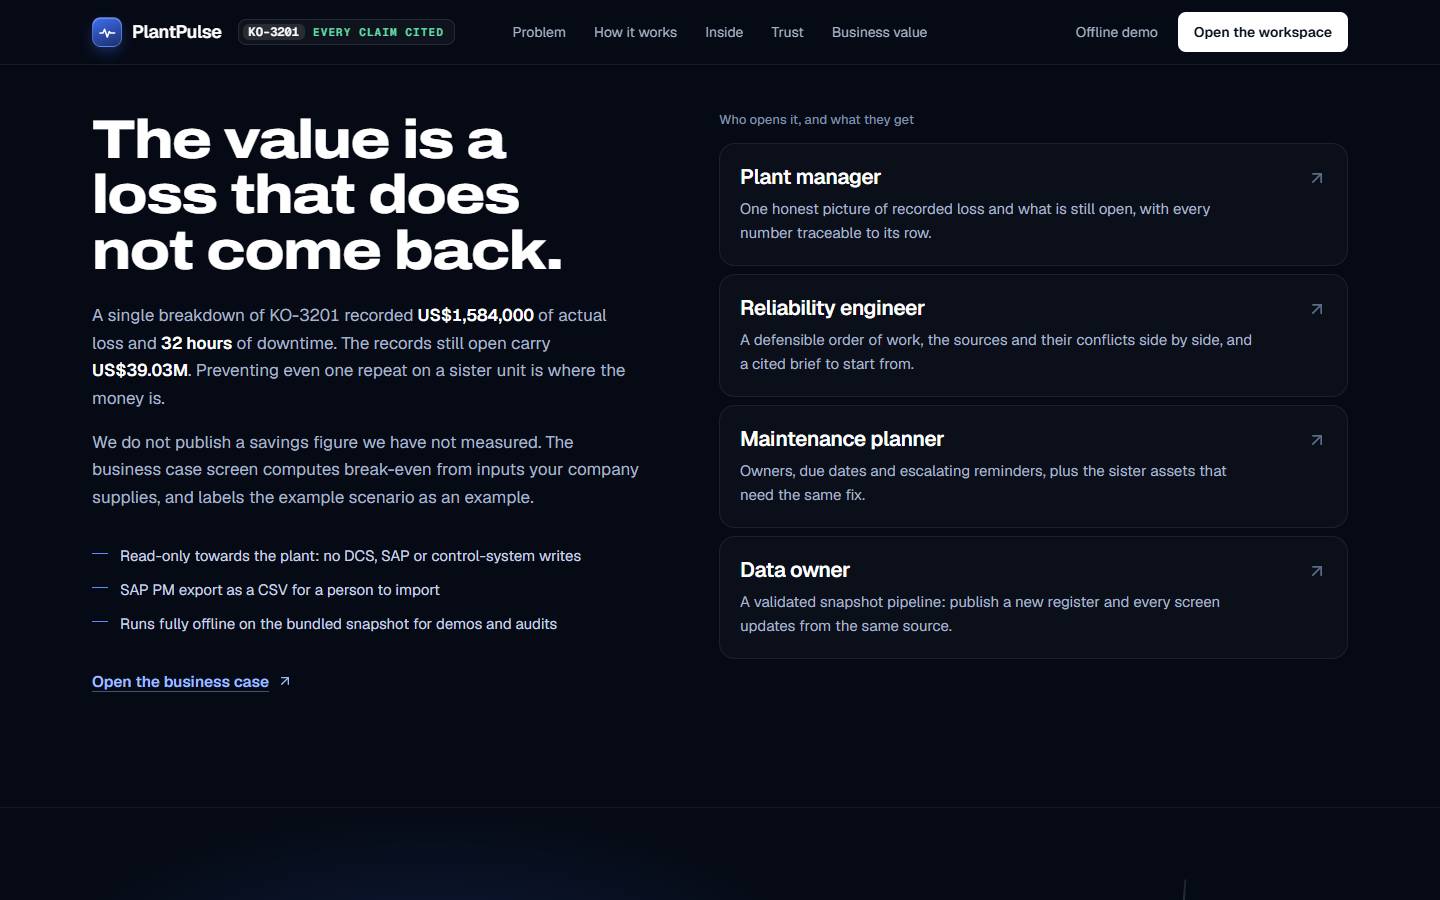 PlantPulse
KO-3201 EVERY CLAIM CITED
Problem
How it works
Inside
Trust
Business value
Offline demo
Open the workspace
The value is a
loss that does
not come back.
A single breakdown of KO-3201 recorded US$1,584,000 of actual
loss and 32 hours of downtime. The records still open carry
US$39.03M. Preventing even one repeat on a sister unit is where the
money is.
We do not publish a savings figure we have not measured. The
business case screen computes break-even from inputs your company
supplies, and labels the example scenario as an example.
Read-only towards the plant: no DCS, SAP or control-system writes
SAP PM export as a CSV for a person to import
Runs fully offline on the bundled snapshot for demos and audits
Open the business case
Who opens it, and what they get
Plant manager
One honest picture of recorded loss and what is still open, with every
number traceable to its row.
Reliability engineer
A defensible order of work, the sources and their conflicts side by side, and
a cited brief to start from.
Maintenance planner
Owners, due dates and escalating reminders, plus the sister assets that
need the same fix.
Data owner
A validated snapshot pipeline: publish a new register and every screen
updates from the same source.